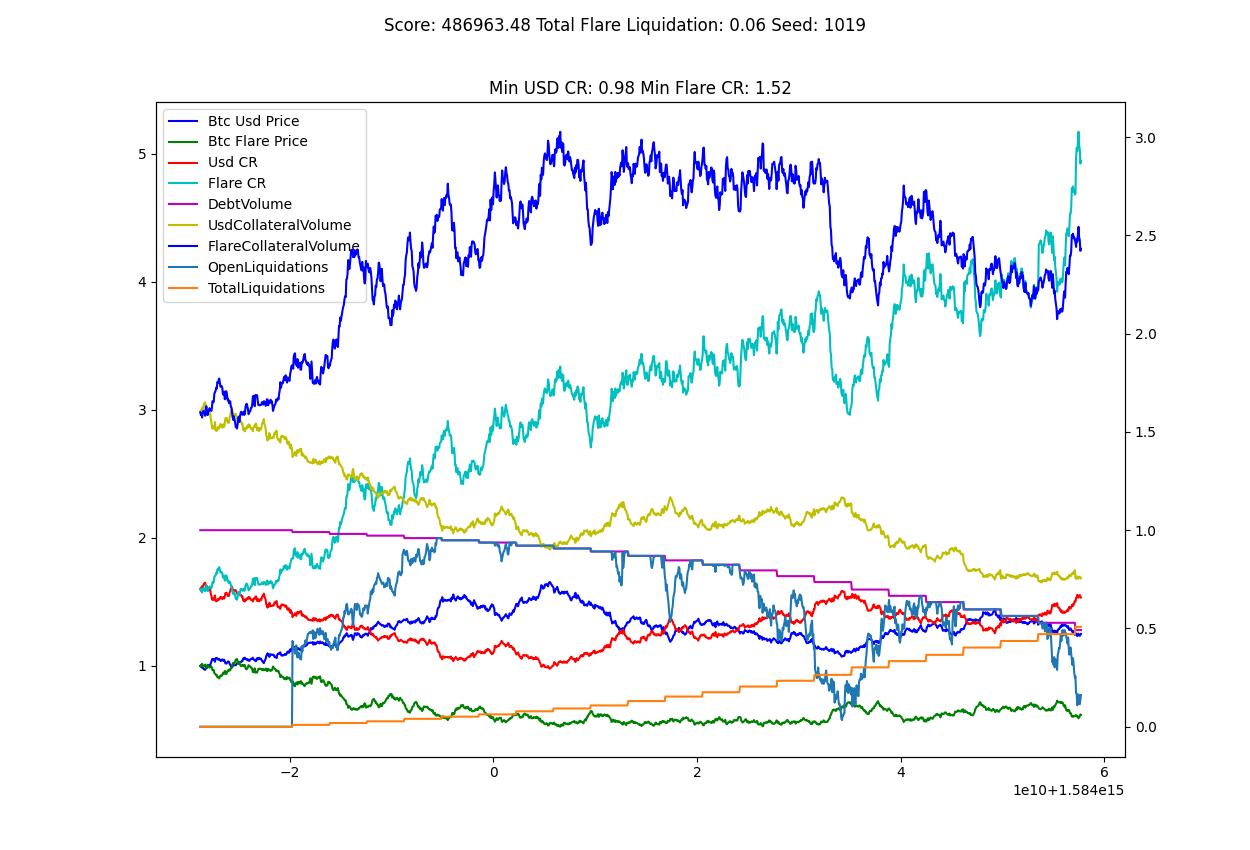 Score: 486963.48 Total Flare Liquidation: 0.06 Seed: 1019
Min USD CR: 0.98 Min Flare CR: 1.52
Btc Usd Price
Btc Flare Price
Usd CR
Flare CR
DebtVolume
UsdCollateralVolume
FlareCollateralVolume
OpenLiquidations
TotalLiquidations
5
4
3
2
1
3.0
2.5
2.0
1.5
1.0
0.5
0.0
−2 0 2 4 6
1e10+1.584e15